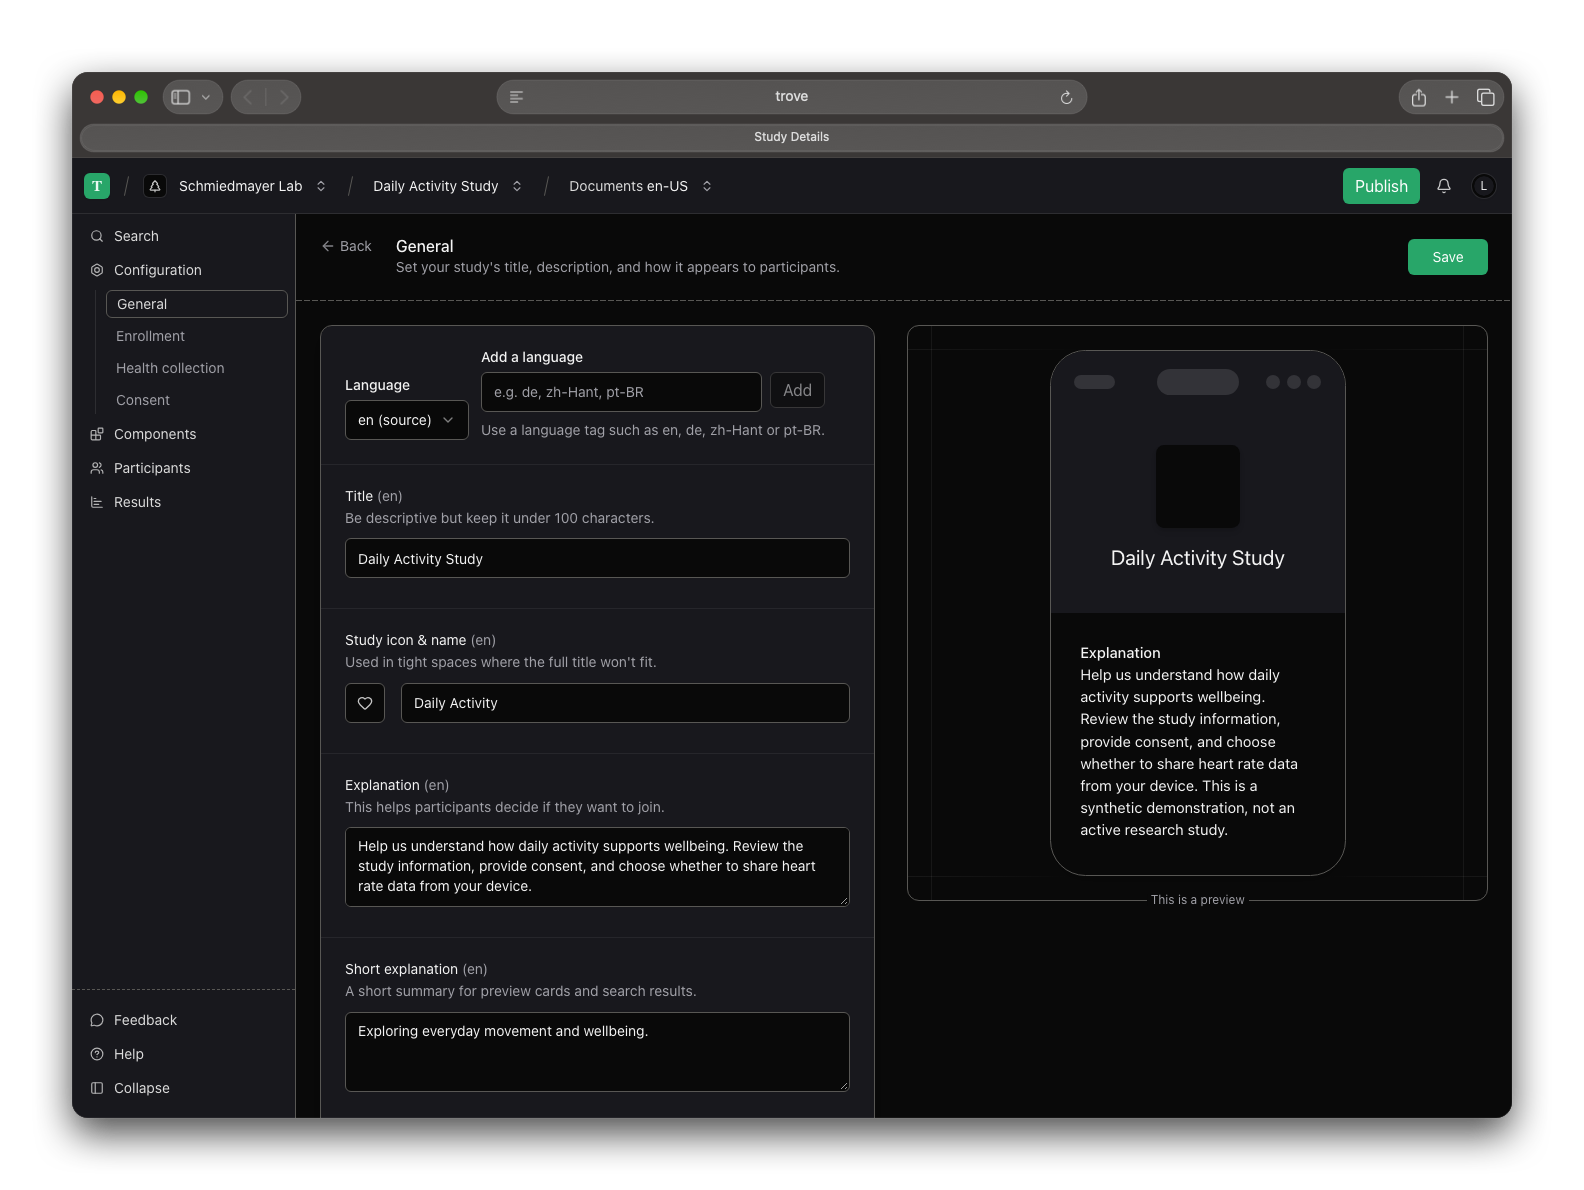 trove
Study Details
T / Schmiedmayer Lab / Daily Activity Study / Documents en-US
Publish
L
Search
Configuration
General
Enrollment
Health collection
Consent
Components
Participants
Results
Feedback
Help
Collapse
Back
General
Set your study's title, description, and how it appears to participants.
Save
Language
en (source)
Add a language
e.g. de, zh-Hant, pt-BR
Add
Use a language tag such as en, de, zh-Hant or pt-BR.
Title (en)
Be descriptive but keep it under 100 characters.
Daily Activity Study
Study icon & name (en)
Used in tight spaces where the full title won't fit.
Daily Activity
Explanation (en)
This helps participants decide if they want to join.
Help us understand how daily activity supports wellbeing. Review the
study information, provide consent, and choose whether to share heart
rate data from your device.
Short explanation (en)
A short summary for preview cards and search results.
Exploring everyday movement and wellbeing.
Daily Activity Study
Explanation
Help us understand how daily
activity supports wellbeing.
Review the study information,
provide consent, and choose
whether to share heart rate data
from your device. This is a
synthetic demonstration, not an
active research study.
This is a preview